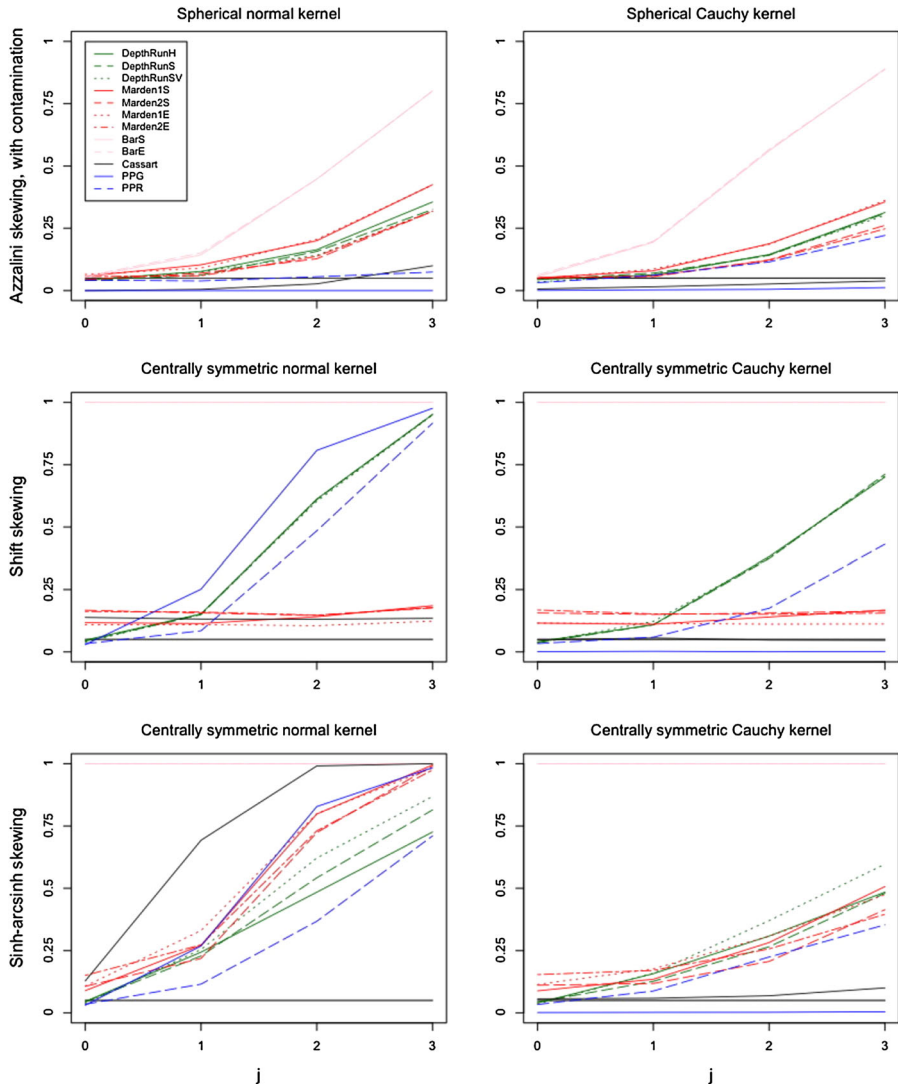 Spherical normal kernel
Spherical Cauchy kernel
Azzalini skewing, with contamination
1
0.75
0.5
0.25
0
DepthRunH
DepthRunS
DepthRunSV
Marden1S
Marden2S
Marden1E
Marden2E
BarS
BarE
Cassart
PPG
PPR
0 1 2 3
1
0.75
0.5
0.25
0
0 1 2 3
Centrally symmetric normal kernel
Centrally symmetric Cauchy kernel
Shift skewing
1
0.75
0.5
0.25
0
0 1 2 3
1
0.75
0.5
0.25
0
0 1 2 3
Centrally symmetric normal kernel
Centrally symmetric Cauchy kernel
Sinh-arcsinh skewing
1
0.75
0.5
0.25
0
0 1 2 3
j
1
0.75
0.5
0.25
0
0 1 2 3
j